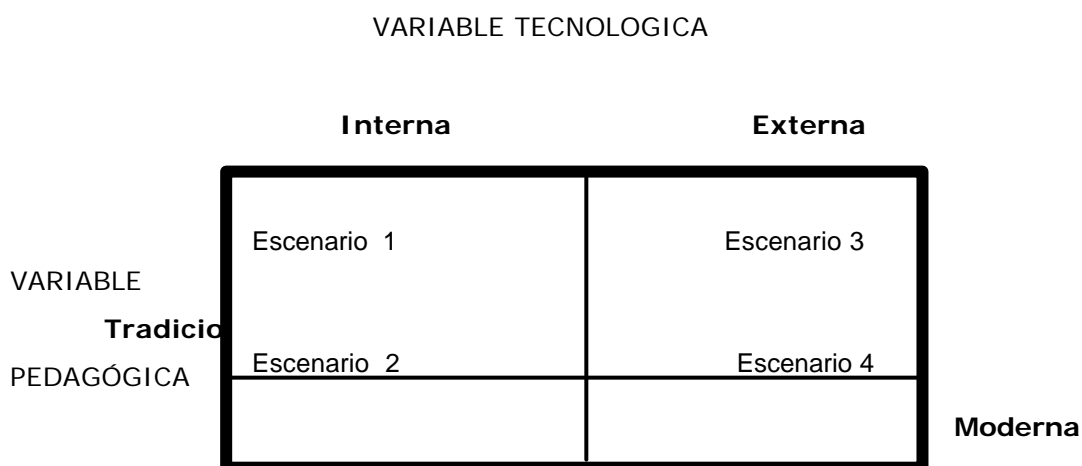 VARIABLE TECNOLOGICA
Interna Externa
Escenario 1 Escenario 3
VARIABLE
Tradicio
PEDAGÓGICA
Escenario 2 Escenario 4
Moderna